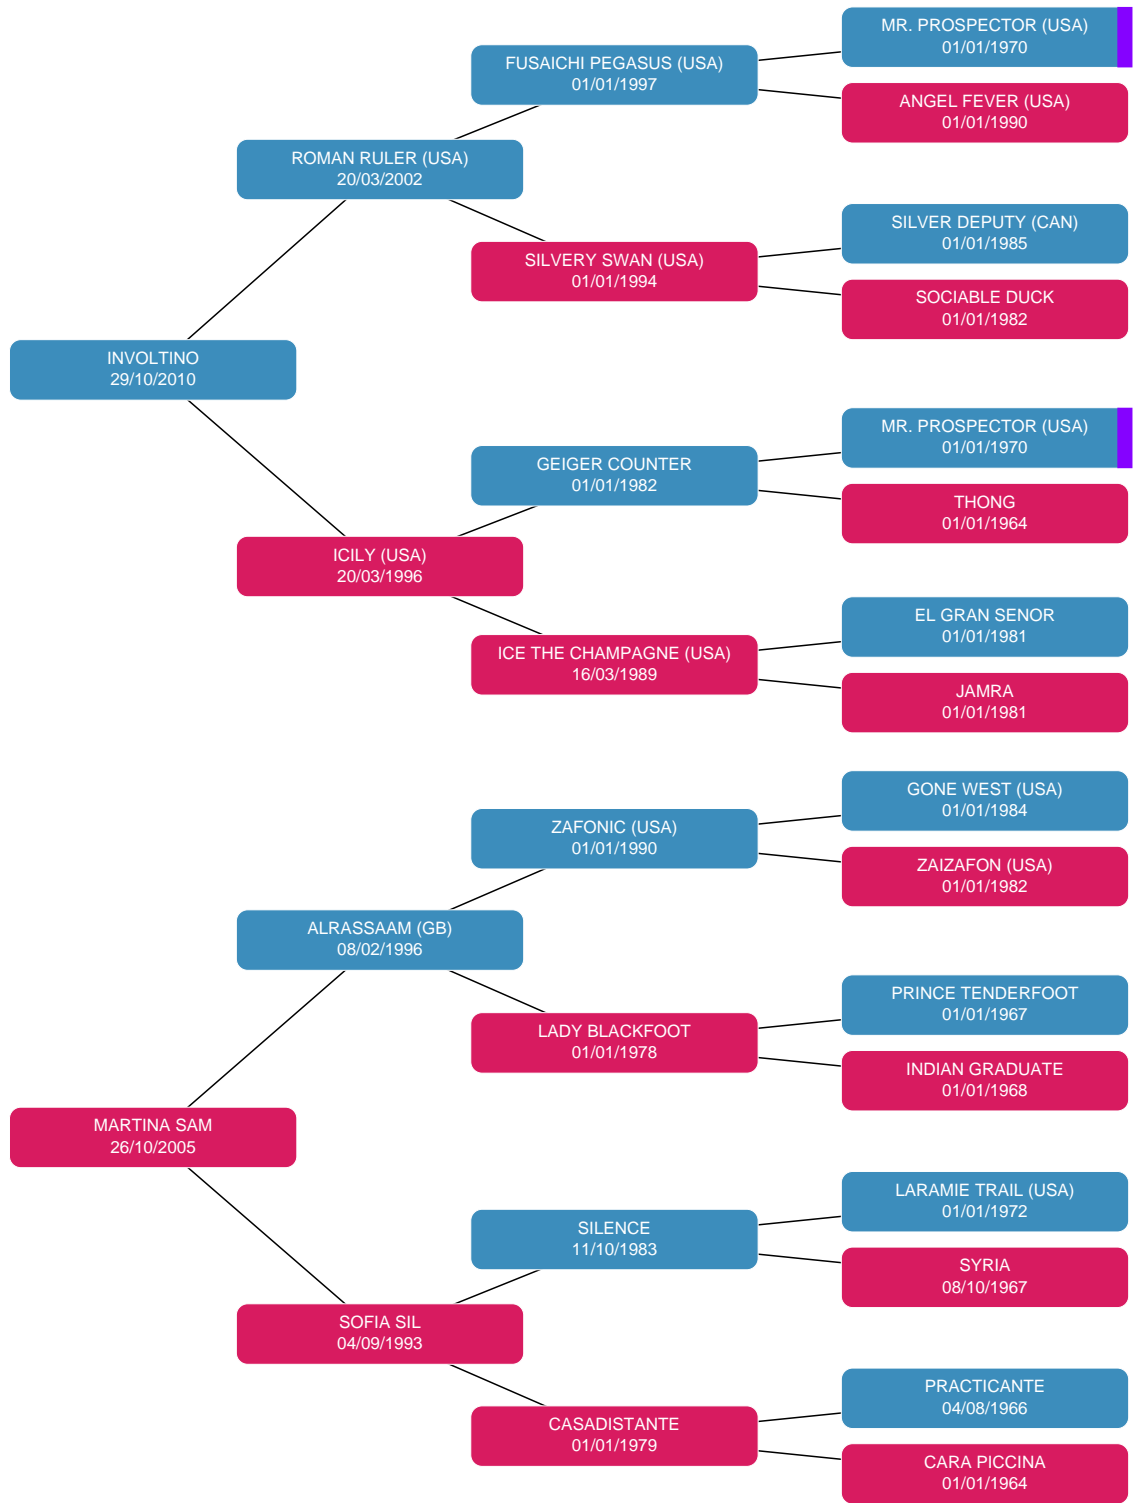 MR. PROSPECTOR (USA)
01/01/1970
FUSAICHI PEGASUS (USA)
01/01/1997
ANGEL FEVER (USA)
01/01/1990
ROMAN RULER (USA)
20/03/2002
SILVER DEPUTY (CAN)
01/01/1985
SILVERY SWAN (USA)
01/01/1994
SOCIABLE DUCK
01/01/1982
INVOLTINO
29/10/2010
MR. PROSPECTOR (USA)
01/01/1970
GEIGER COUNTER
01/01/1982
THONG
01/01/1964
ICILY (USA)
20/03/1996
EL GRAN SENOR
01/01/1981
ICE THE CHAMPAGNE (USA)
16/03/1989
JAMRA
01/01/1981
GONE WEST (USA)
01/01/1984
ZAFONIC (USA)
01/01/1990
ZAIZAFON (USA)
01/01/1982
ALRASSAAM (GB)
08/02/1996
PRINCE TENDERFOOT
01/01/1967
LADY BLACKFOOT
01/01/1978
INDIAN GRADUATE
01/01/1968
MARTINA SAM
26/10/2005
LARAMIE TRAIL (USA)
01/01/1972
SILENCE
11/10/1983
SYRIA
08/10/1967
SOFIA SIL
04/09/1993
PRACTICANTE
04/08/1966
CASADISTANTE
01/01/1979
CARA PICCINA
01/01/1964